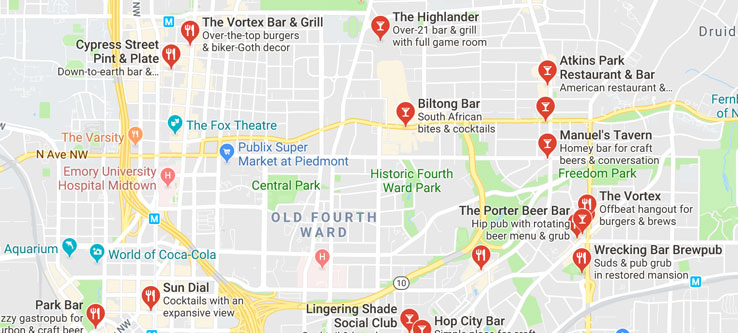 The Vortex Bar & Grill
Over-the-top burgers
& biker-Goth decor
The Highlander
Over-21 bar & grill
with full game room
Druid
Cypress Street
Pint & Plate
Down-to-earth bar &...
Atkins Park
Restaurant & Bar
American restaurant &...
Biltong Bar
South African
bites & cocktails
Fernb
of N
The Fox Theatre
The Varsity
Publix Super
Market at Piedmont
Manuel's Tavern
Homey bar for craft
beers & conversation
N Ave NW
Emory University
Hospital Midtown
H
Central Park
Historic Fourth
Ward Park
Freedom Park
M
OLD FOURTH
WARD
The Porter Beer Bar
Hip pub with rotating
beer menu & grub
The Vortex
Offbeat hangout for
burgers & brews
Aquarium
World of Coca-Cola
H
Wrecking Bar Brewpub
Suds & pub grub
in restored mansion
M
10
Sun Dial
Cocktails with an
expansive view
Park Bar
zzy gastropub for
urbon & craft beer
Lingering Shade
Social Club
Hop City Bar